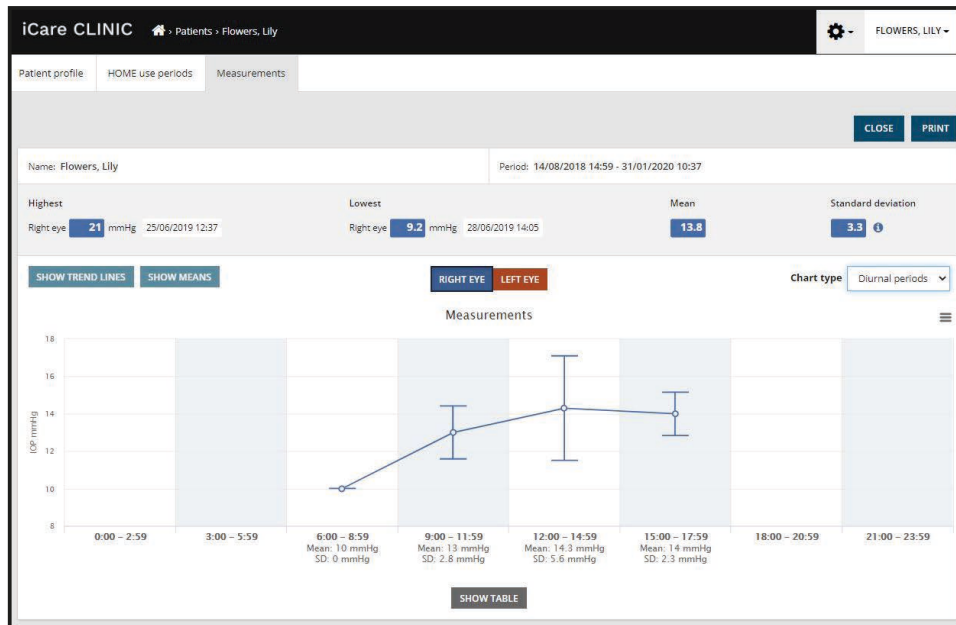 iCare CLINIC > Patients > Flowers, Lily FLOWERS, LILY
Patient profile HOME use periods Measurements
CLOSE PRINT
Name: Flowers, Lily Period: 14/08/2018 14:59 - 31/01/2020 10:37
Highest Lowest Mean Standard deviation
Right eye 21 mmHg 25/06/2019 12:37 Right eye 9.2 mmHg 28/06/2019 14:05 13.8 3.3 i
SHOW TREND LINES SHOW MEANS RIGHT EYE LEFT EYE Chart type Diurnal periods
Measurements
18
16
14
12
10
8
IOP mmHg
0:00 – 2:59 3:00 – 5:59 6:00 – 8:59 9:00 – 11:59 12:00 – 14:59 15:00 – 17:59 18:00 – 20:59 21:00 – 23:59
Mean: 10 mmHg Mean: 13 mmHg Mean: 14.3 mmHg Mean: 14 mmHg
SD: 0 mmHg SD: 2.8 mmHg SD: 5.6 mmHg SD: 2.3 mmHg
SHOW TABLE